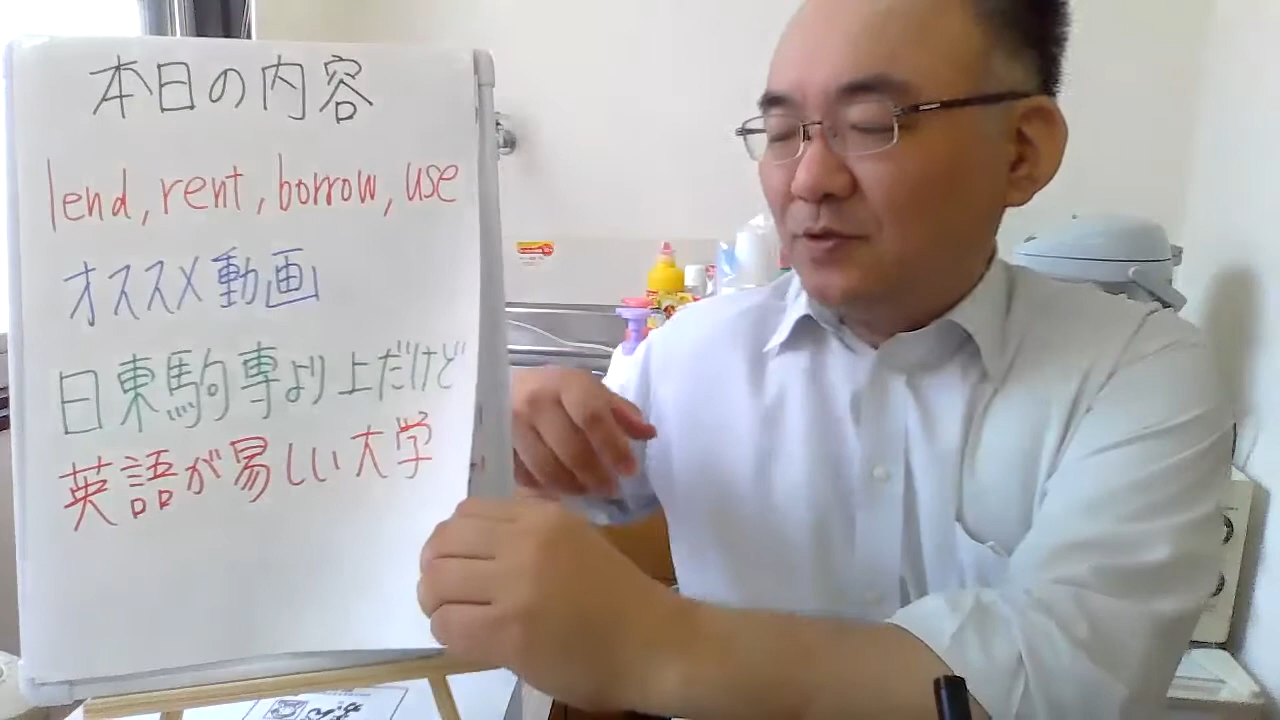 本日の内容
lend, rent, borrow, use
オススメ動画
日東駒専より上だけど
英語が易しい大学